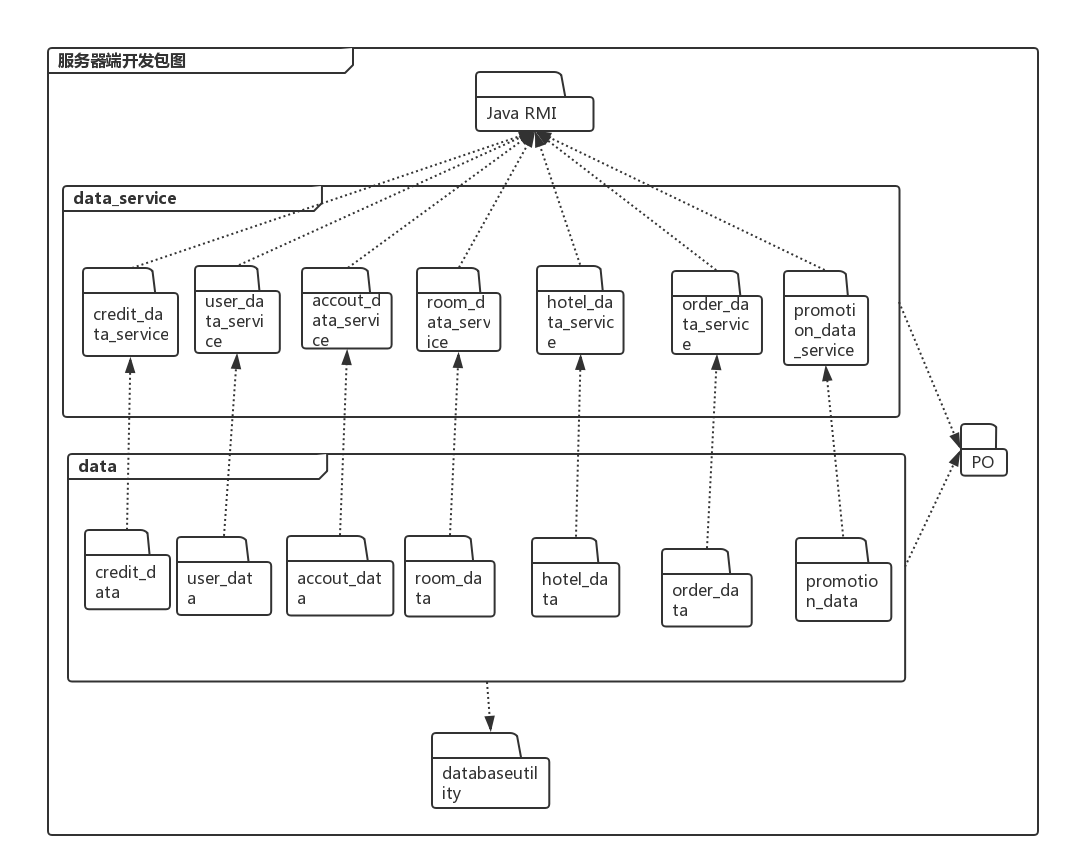 服务器端开发包图
Java RMI
data_service
credit_da
ta_service
user_da
ta_servi
ce
accout_d
ata_servi
ce
room_d
ata_serv
ice
hotel_da
ta_servic
e
order_da
ta_servic
e
promoti
on_data
_service
PO
data
credit_d
ata
user_dat
a
accout_dat
a
room_da
ta
hotel_da
ta
order_da
ta
promotio
n_data
databaseutil
ity